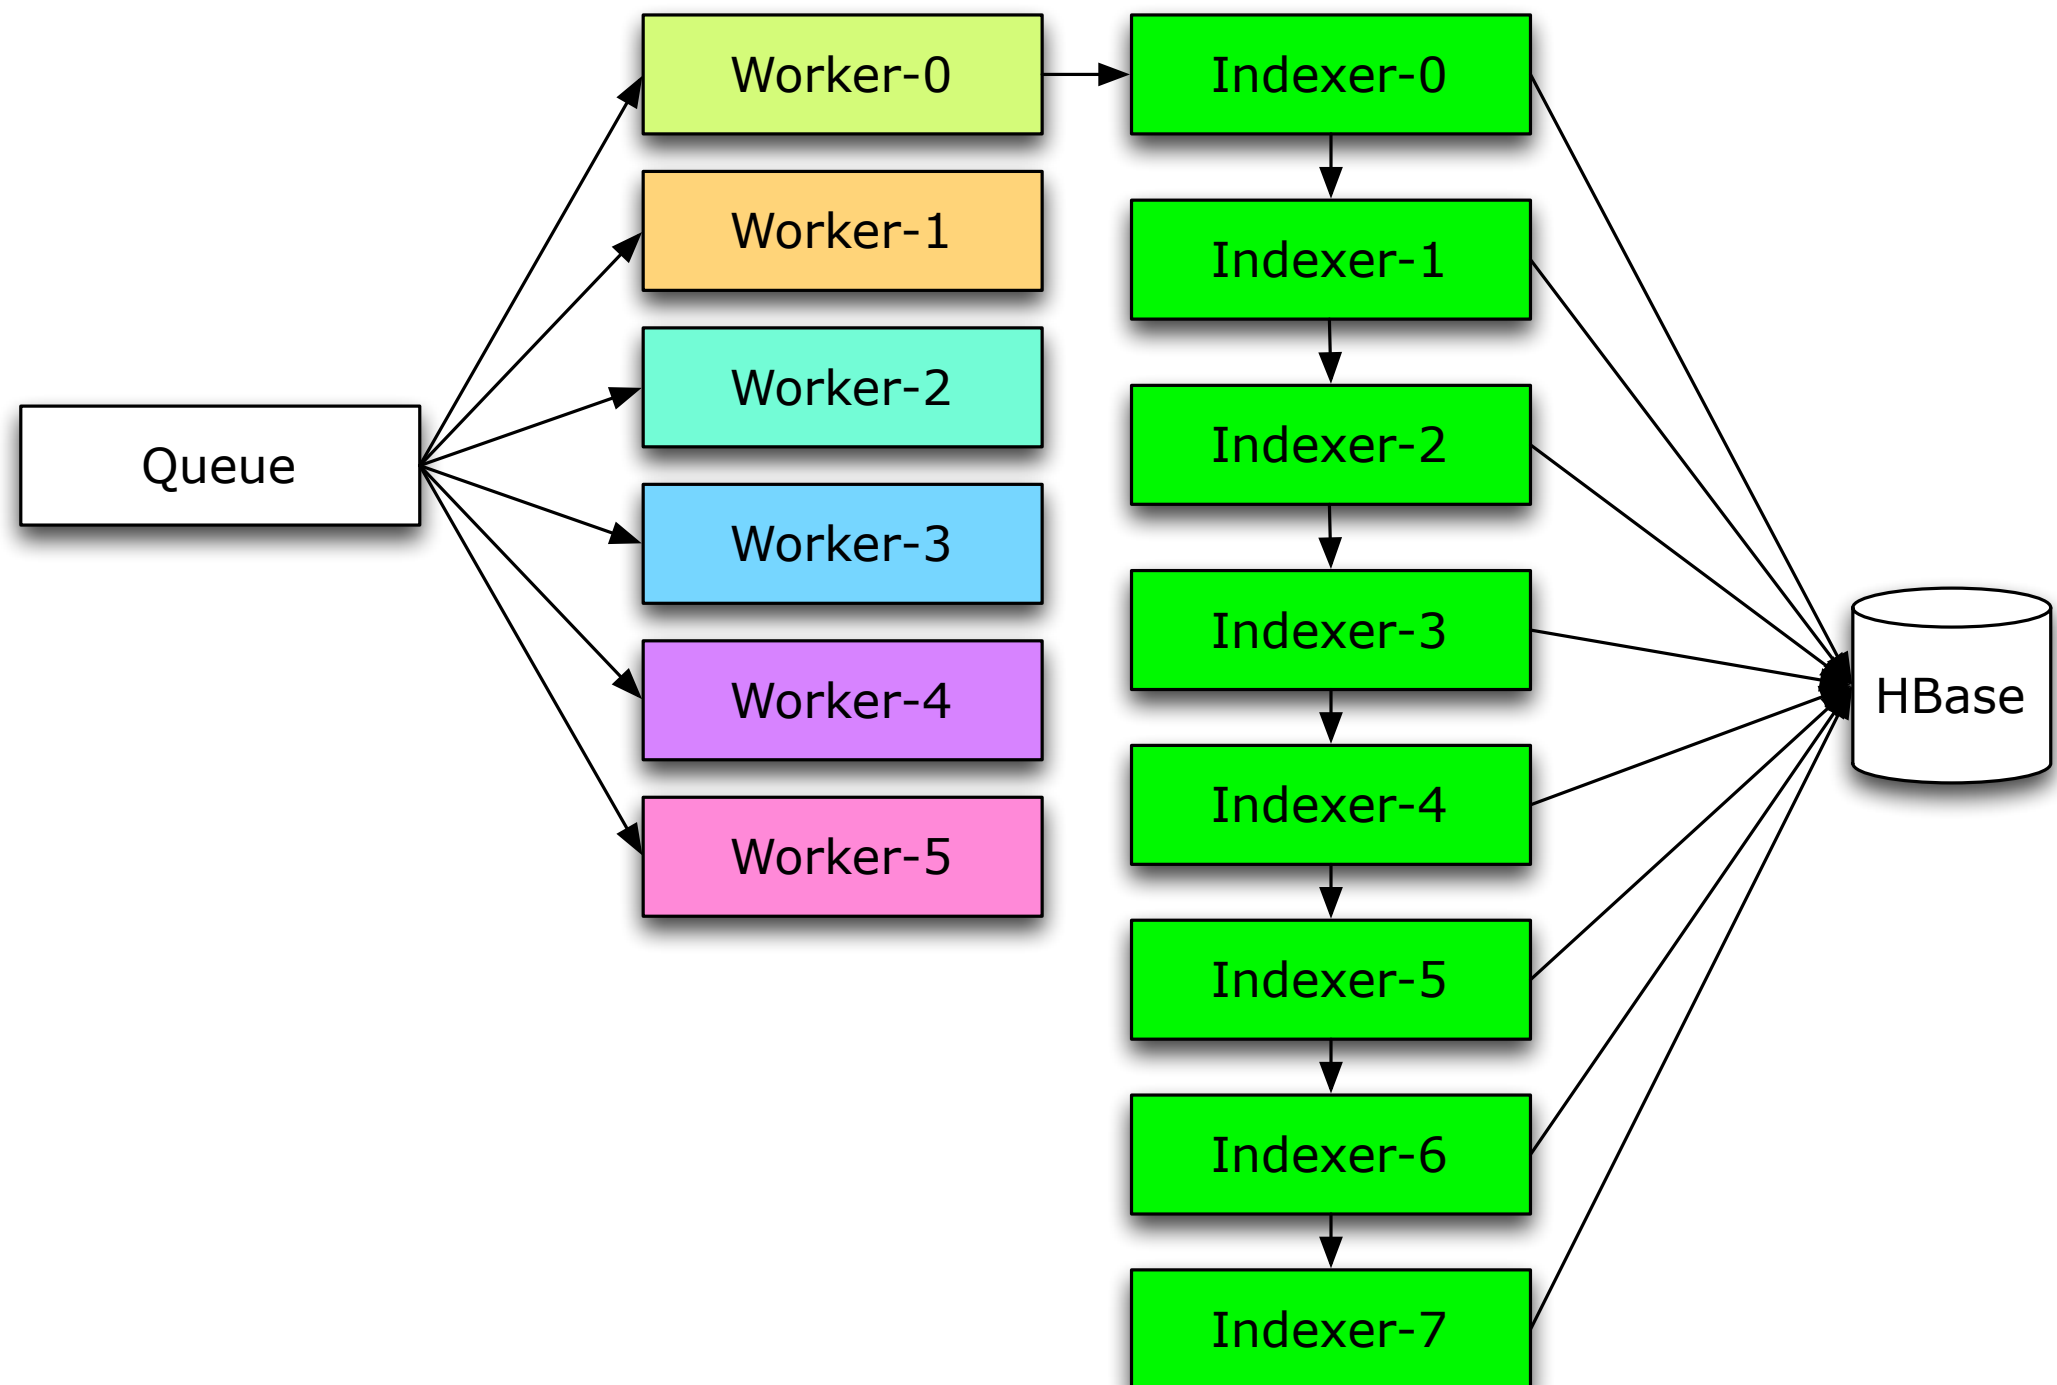 Queue
Worker-0
Worker-1
Worker-2
Worker-3
Worker-4
Worker-5
Indexer-0
Indexer-1
Indexer-2
Indexer-3
Indexer-4
Indexer-5
Indexer-6
Indexer-7
HBase